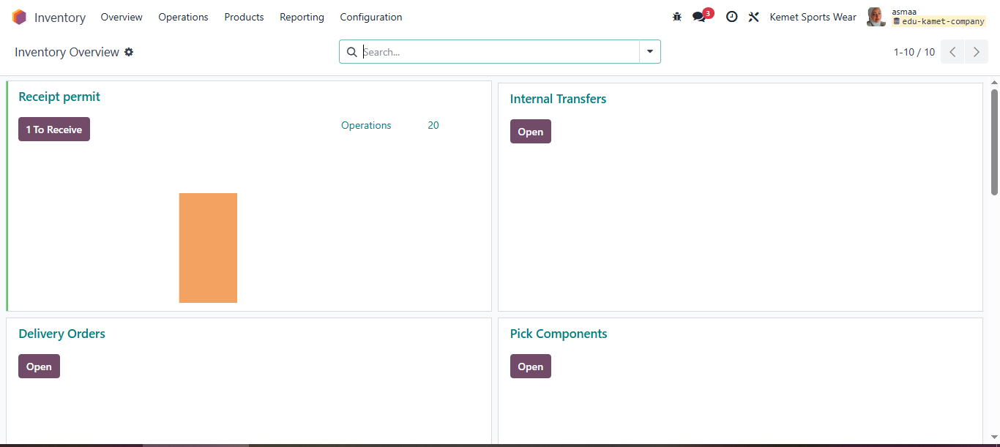 Inventory Overview Operations Products Reporting Configuration 3 Kemet Sports Wear asmaa
edu-kamet-company
Inventory Overview Search... 1-10 / 10
Receipt permit
1 To Receive Operations 20
Internal Transfers
Open
Delivery Orders
Open
Pick Components
Open